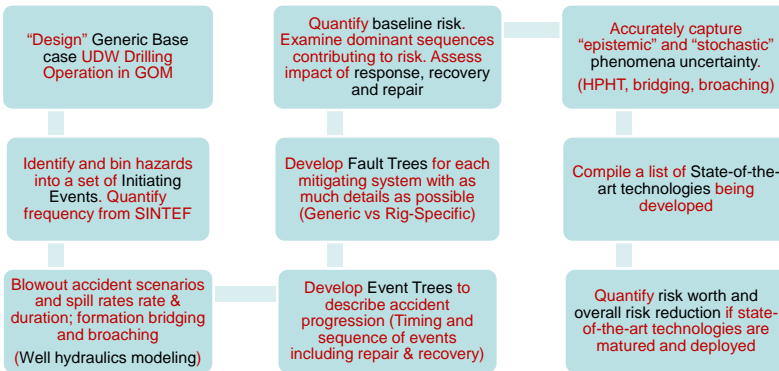 “Design” Generic Base
case UDW Drilling
Operation in GOM
Identify and bin hazards
into a set of Initiating
Events. Quantify
frequency from SINTEF
Blowout accident scenarios
and spill rates rate &
duration; formation bridging
and broaching
(Well hydraulics modeling)
Develop Event Trees to
describe accident
progression (Timing and
sequence of events
including repair & recovery)
Develop Fault Trees for each
mitigating system with as
much details as possible
(Generic vs Rig-Specific)
Quantify baseline risk.
Examine dominant sequences
contributing to risk. Assess
impact of response, recovery
and repair
Accurately capture
“epistemic” and “stochastic”
phenomena uncertainty.
(HPHT, bridging, broaching)
Compile a list of State-of-the-
art technologies being
developed
Quantify risk worth and
overall risk reduction if state-
of-the-art technologies are
matured and deployed